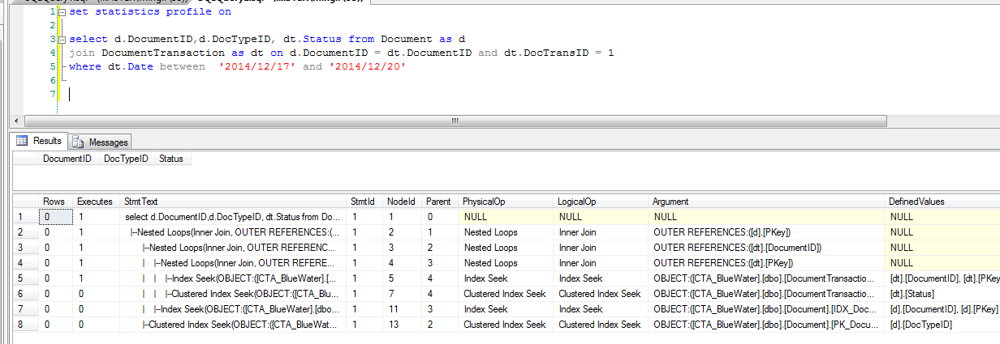 1 set statistics profile on
2
3 select d.DocumentID,d.DocTypeID, dt.Status from Document as d
4 join DocumentTransaction as dt on d.DocumentID = dt.DocumentID and dt.DocTransID = 1
5 where dt.Date between '2014/12/17' and '2014/12/20'
6
7
Results Messages
DocumentID DocTypeID Status
Rows Executes StmtText StmtId NodeId Parent PhysicalOp LogicalOp Argument DefinedValues
1 0 1 select d.DocumentID,d.DocTypeID, dt.Status from Do... 1 1 0 NULL NULL NULL NULL
2 0 1 |--Nested Loops(Inner Join, OUTER REFERENCES:(... 1 2 1 Nested Loops Inner Join OUTER REFERENCES:([d].[PKey]) NULL
3 0 1 |--Nested Loops(Inner Join, OUTER REFERENC... 1 3 2 Nested Loops Inner Join OUTER REFERENCES:([dt].[DocumentID]) NULL
4 0 1 | |--Nested Loops(Inner Join, OUTER REFERE... 1 4 3 Nested Loops Inner Join OUTER REFERENCES:([dt].[PKey]) NULL
5 0 1 | | |--Index Seek(OBJECT:([CTA_BlueWater].[... 1 5 4 Index Seek Index Seek OBJECT:([CTA_BlueWater].[dbo].[DocumentTransactio... [dt].[DocumentID], [dt].[PKey
6 0 0 | | |--Clustered Index Seek(OBJECT:([CTA_Blu... 1 7 4 Clustered Index Seek Clustered Index Seek OBJECT:([CTA_BlueWater].[dbo].[DocumentTransactio... [dt].[Status]
7 0 0 | |--Index Seek(OBJECT:([CTA_BlueWater].[dbo... 1 11 3 Index Seek Index Seek OBJECT:([CTA_BlueWater].[dbo].[Document].[IDX_Doc... [d].[DocumentID], [d].[PKey]
8 0 0 |--Clustered Index Seek(OBJECT:([CTA_BlueWat... 1 13 2 Clustered Index Seek Clustered Index Seek OBJECT:([CTA_BlueWater].[dbo].[Document].[PK_Docu... [d].[DocTypeID]